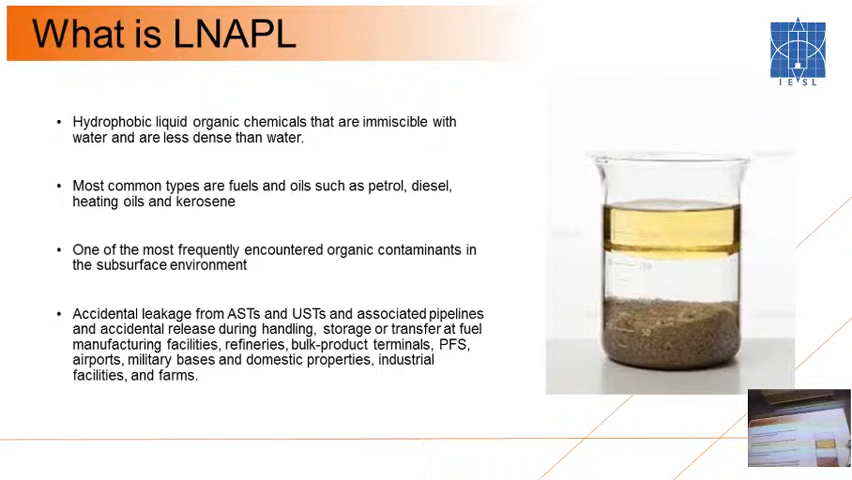 What is LNAPL
IESL
• Hydrophobic liquid organic chemicals that are immiscible with
water and are less dense than water.
• Most common types are fuels and oils such as petrol, diesel,
heating oils and kerosene
• One of the most frequently encountered organic contaminants in
the subsurface environment
• Accidental leakage from ASTs and USTs and associated pipelines
and accidental release during handling, storage or transfer at fuel
manufacturing facilities, refineries, bulk-product terminals, PFS,
airports, military bases and domestic properties, industrial
facilities, and farms.